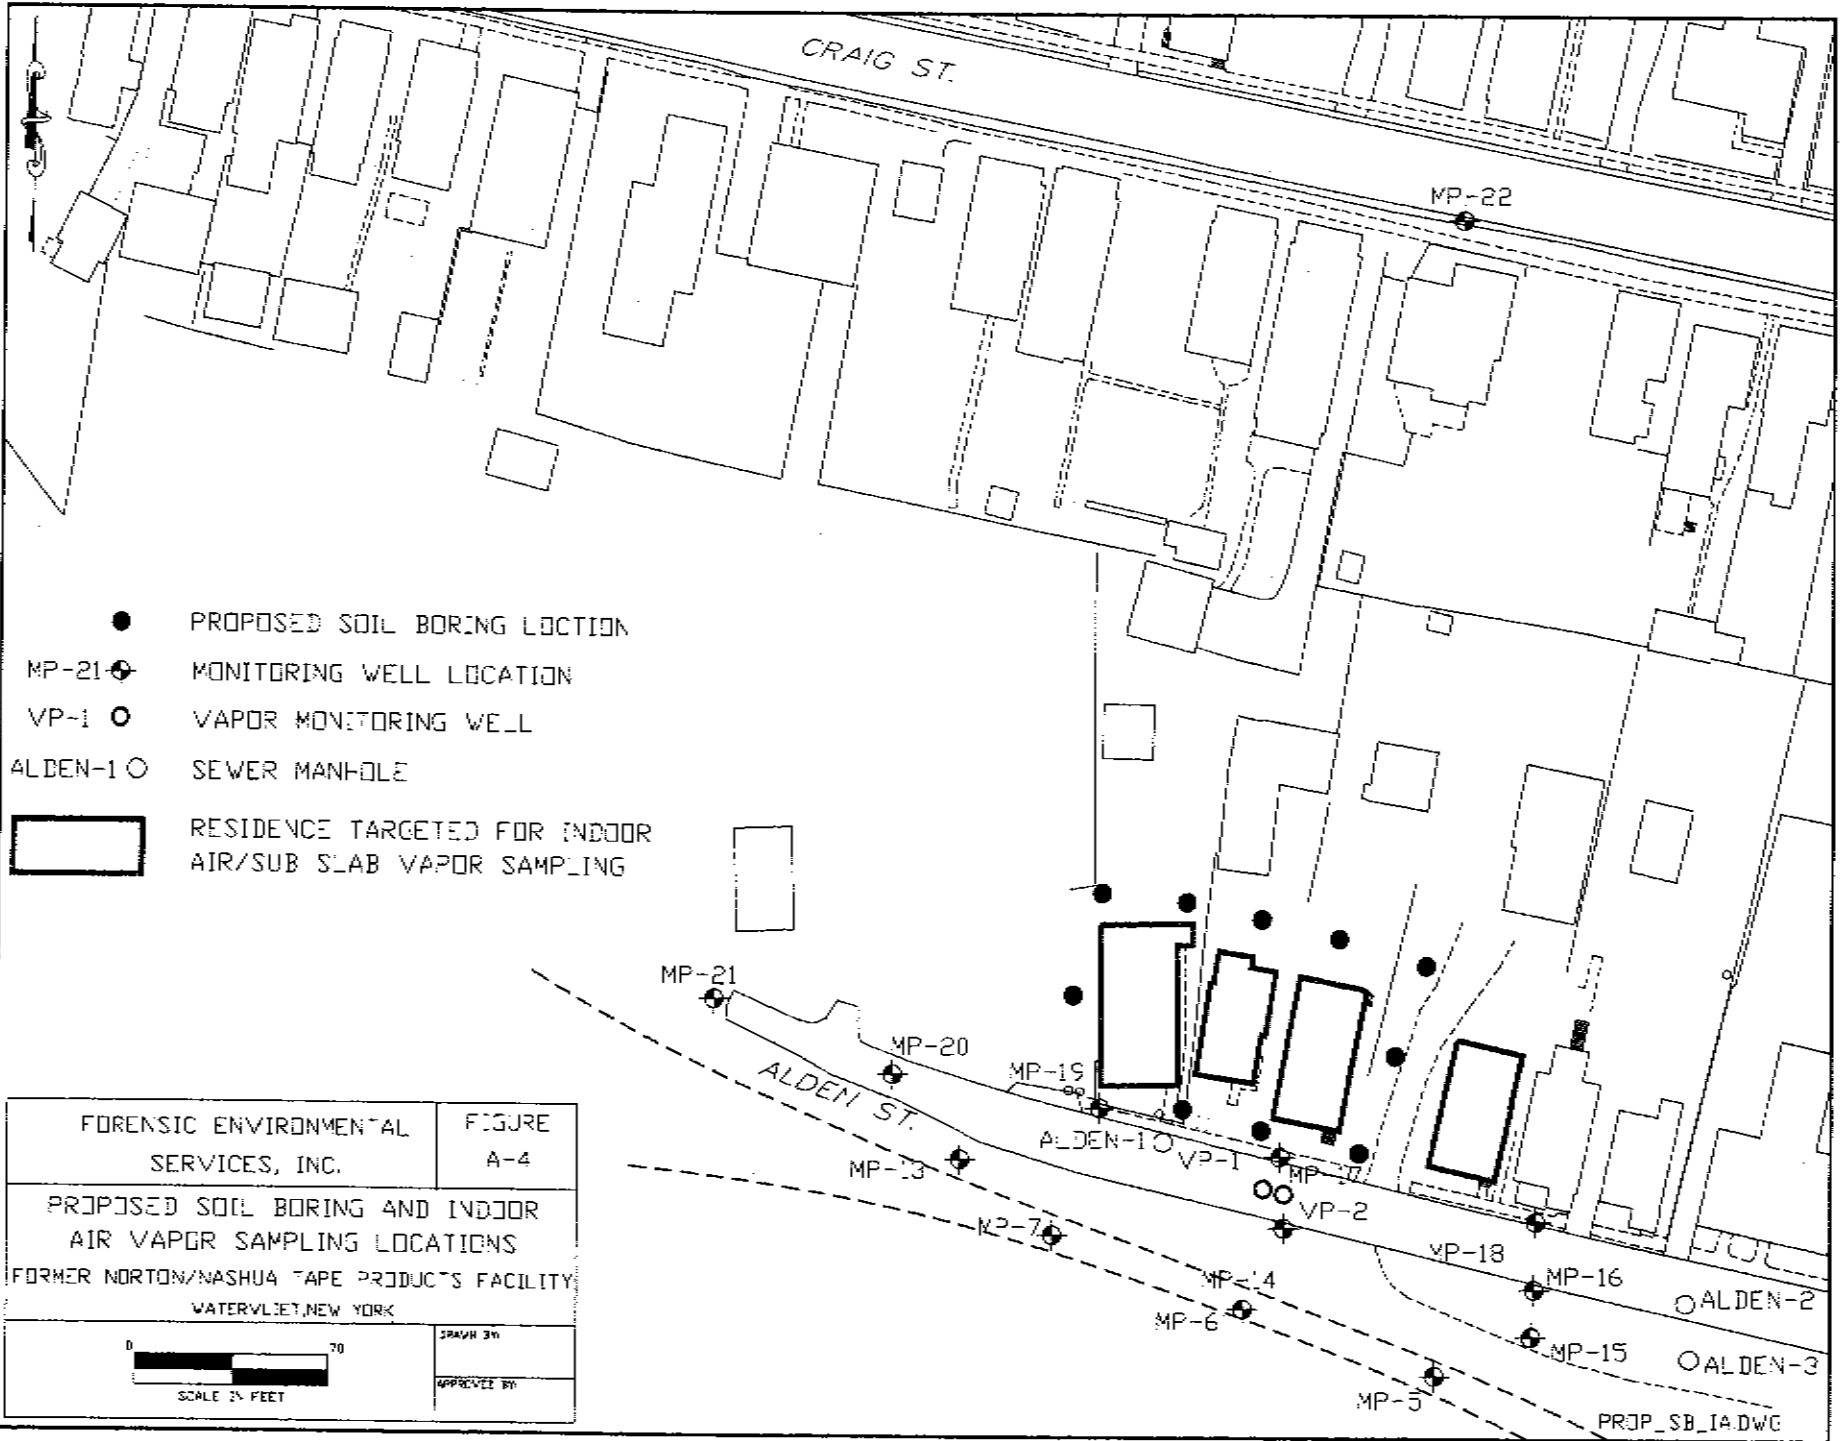 CRAIG ST.
MP-22
PROPOSED SOIL BORING LOCTION
MP-21 MONITORING WELL LOCATION
VP-1 VAPOR MONITORING WELL
ALDEN-1 SEWER MANHOLE
RESIDENCE TARGETED FOR INDOOR
AIR/SUB SLAB VAPOR SAMPLING
MP-21
MP-20
MP-19
ALDEN ST.
ALDEN-1
VP-1
MP-17
MP-13
VP-2
MP-7
MP-18
MP-14
MP-16
ALDEN-2
MP-6
MP-15
ALDEN-3
MP-5
PROP_SB_IA.DWG
FORENSIC ENVIRONMENTAL
SERVICES, INC.
FIGURE
A-4
PROPOSED SOIL BORING AND INDOOR
AIR VAPOR SAMPLING LOCATIONS
FORMER NORTON/NASHUA TAPE PRODUCTS FACILITY
WATERVLIET, NEW YORK
0 70
SCALE IN FEET
DRAWN BY:
APPROVED BY: